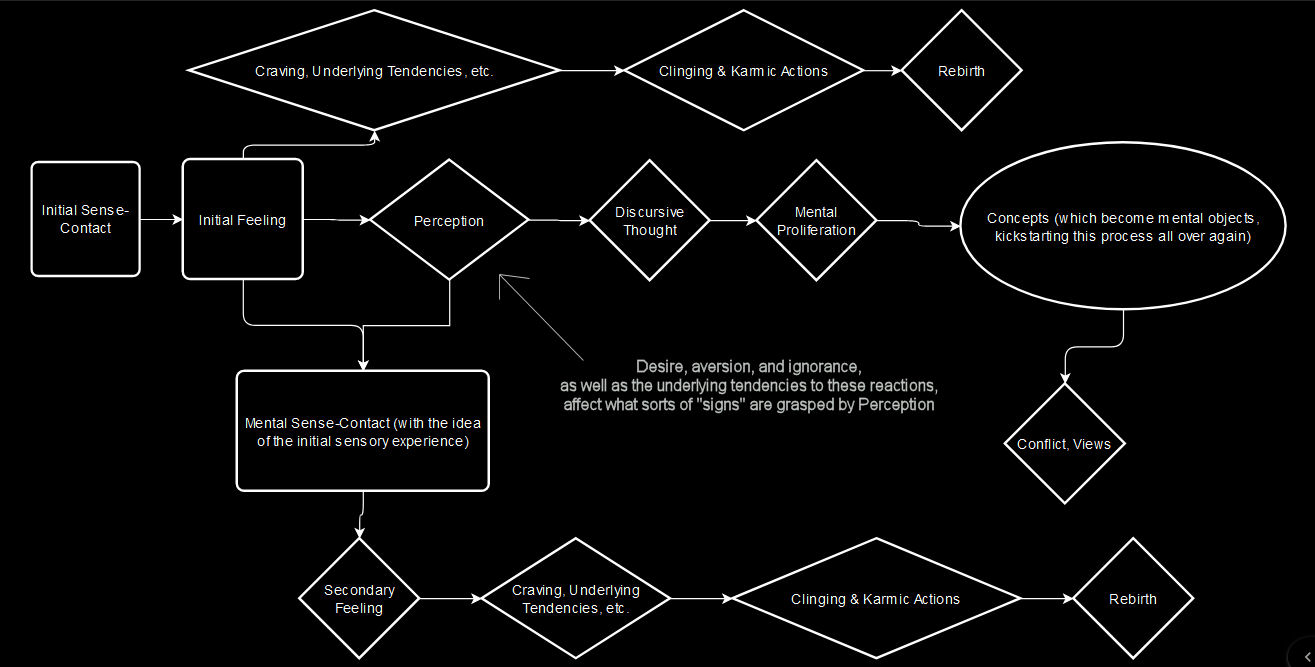 Craving, Underlying Tendencies, etc.
Clinging & Karmic Actions
Rebirth
Initial Sense-
Contact
Initial Feeling
Perception
Discursive
Thought
Mental
Proliferation
Concepts (which become mental objects,
kickstarting this process all over again)
Desire, aversion, and ignorance,
as well as the underlying tendencies to these reactions,
affect what sorts of "signs" are grasped by Perception
Mental Sense-Contact (with the idea
of the initial sensory experience)
Conflict, Views
Secondary
Feeling
Craving, Underlying
Tendencies, etc.
Clinging & Karmic Actions
Rebirth